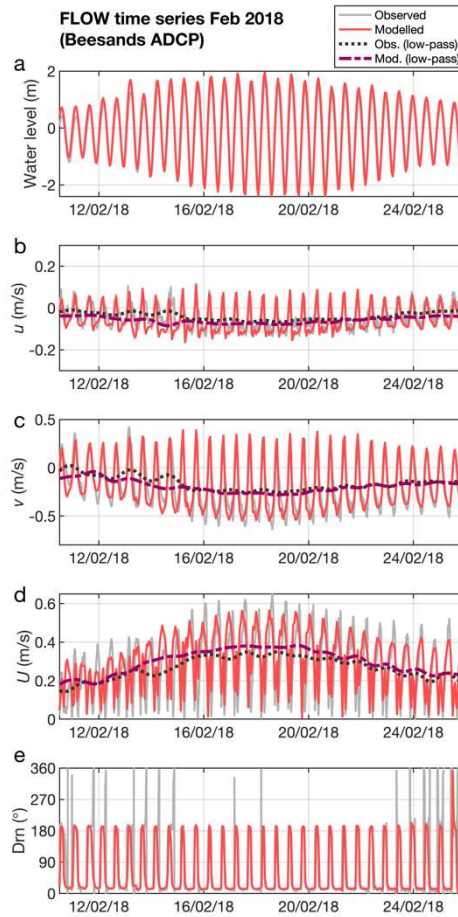 FLOW time series Feb 2018
(Beesands ADCP)
Observed
Modelled
Obs. (low-pass)
Mod. (low-pass)
a
Water level (m)
2
0
-2
12/02/18 16/02/18 20/02/18 24/02/18
b
u (m/s)
0.2
0
-0.2
12/02/18 16/02/18 20/02/18 24/02/18
c
v (m/s)
0.5
0
-0.5
12/02/18 16/02/18 20/02/18 24/02/18
d
U (m/s)
0.6
0.4
0.2
0
12/02/18 16/02/18 20/02/18 24/02/18
e
Drn (°)
360
270
180
90
0
12/02/18 16/02/18 20/02/18 24/02/18